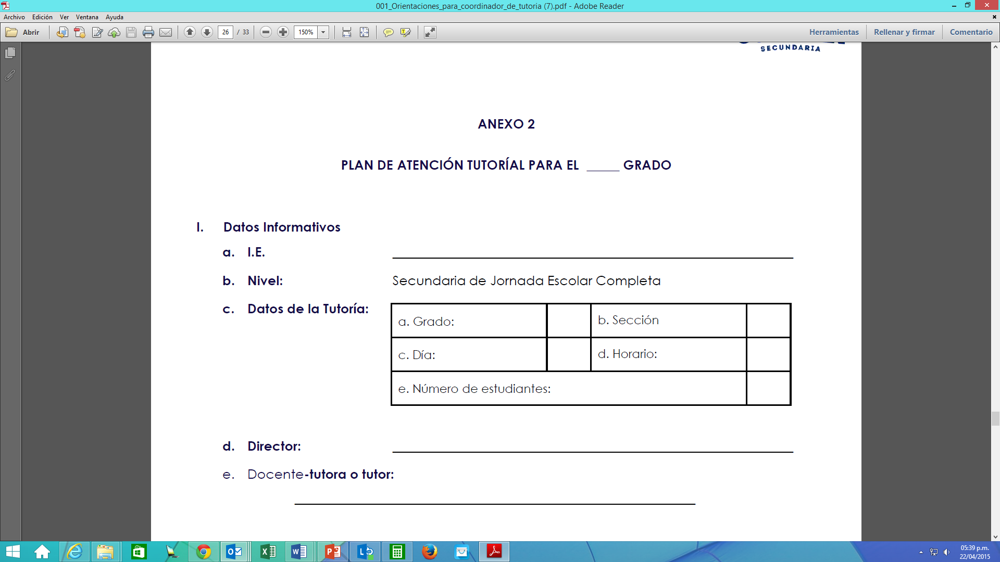 001_Orientaciones_para_coordinador_de_tutoria (7).pdf - Adobe Reader
Archivo Edición Ver Ventana Ayuda
Abrir 26 / 33 150% Herramientas Rellenar y firmar Comentario
SECUNDARIA
ANEXO 2
PLAN DE ATENCIÓN TUTORÍAL PARA EL _____ GRADO
I. Datos Informativos
a. I.E.
b. Nivel: Secundaria de Jornada Escolar Completa
c. Datos de la Tutoría:
a. Grado: b. Sección
c. Día: d. Horario:
e. Número de estudiantes:
d. Director:
e. Docente-tutora o tutor:
05:39 p.m.
22/04/2015